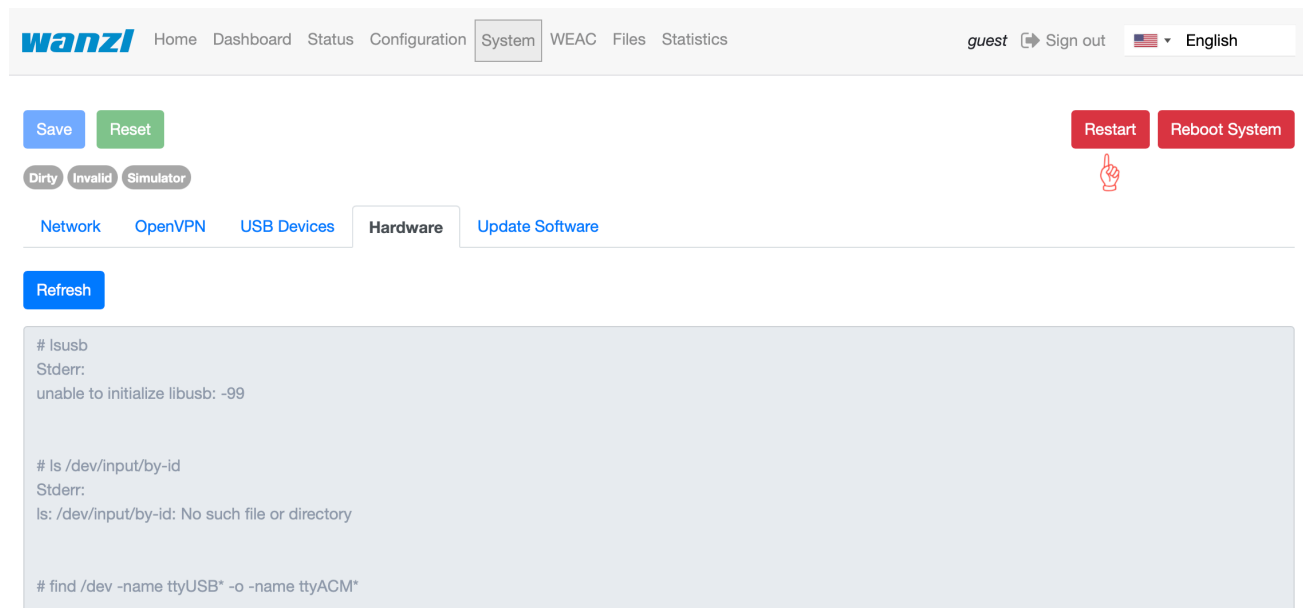 wanzl Home Dashboard Status Configuration System WEAC Files Statistics guest Sign out English
Save Reset Restart Reboot System
Dirty Invalid Simulator
Network OpenVPN USB Devices Hardware Update Software
Refresh
# lsusb
Stderr:
unable to initialize libusb: -99
# ls /dev/input/by-id
Stderr:
ls: /dev/input/by-id: No such file or directory
# find /dev -name ttyUSB* -o -name ttyACM*